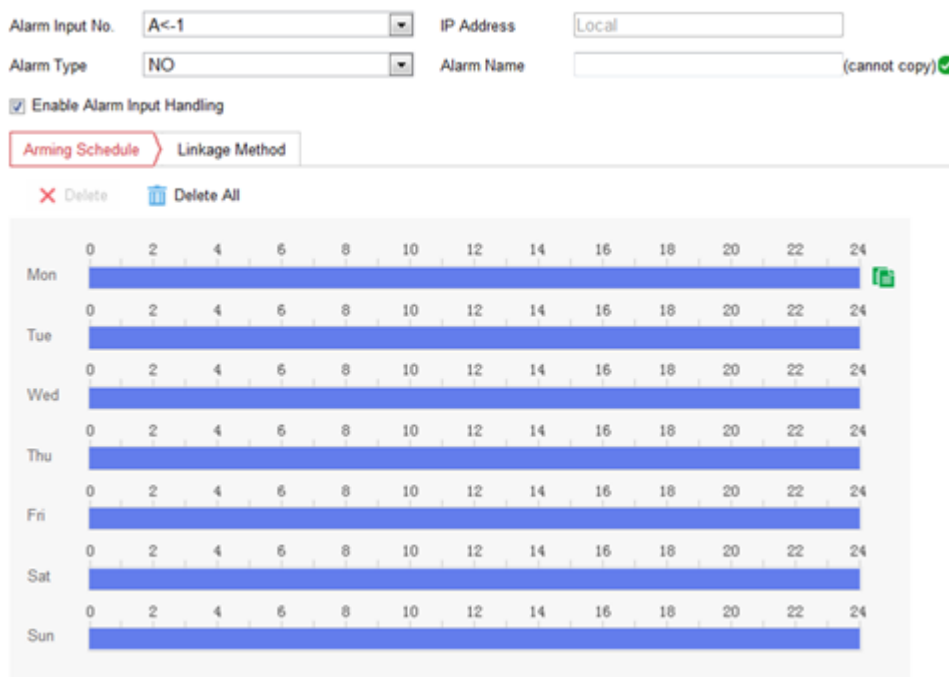 Alarm Input No. A<-1 IP Address Local
Alarm Type NO Alarm Name (cannot copy)
Enable Alarm Input Handling
Arming Schedule Linkage Method
Delete Delete All
0 2 4 6 8 10 12 14 16 18 20 22 24
Mon
0 2 4 6 8 10 12 14 16 18 20 22 24
Tue
0 2 4 6 8 10 12 14 16 18 20 22 24
Wed
0 2 4 6 8 10 12 14 16 18 20 22 24
Thu
0 2 4 6 8 10 12 14 16 18 20 22 24
Fri
0 2 4 6 8 10 12 14 16 18 20 22 24
Sat
0 2 4 6 8 10 12 14 16 18 20 22 24
Sun